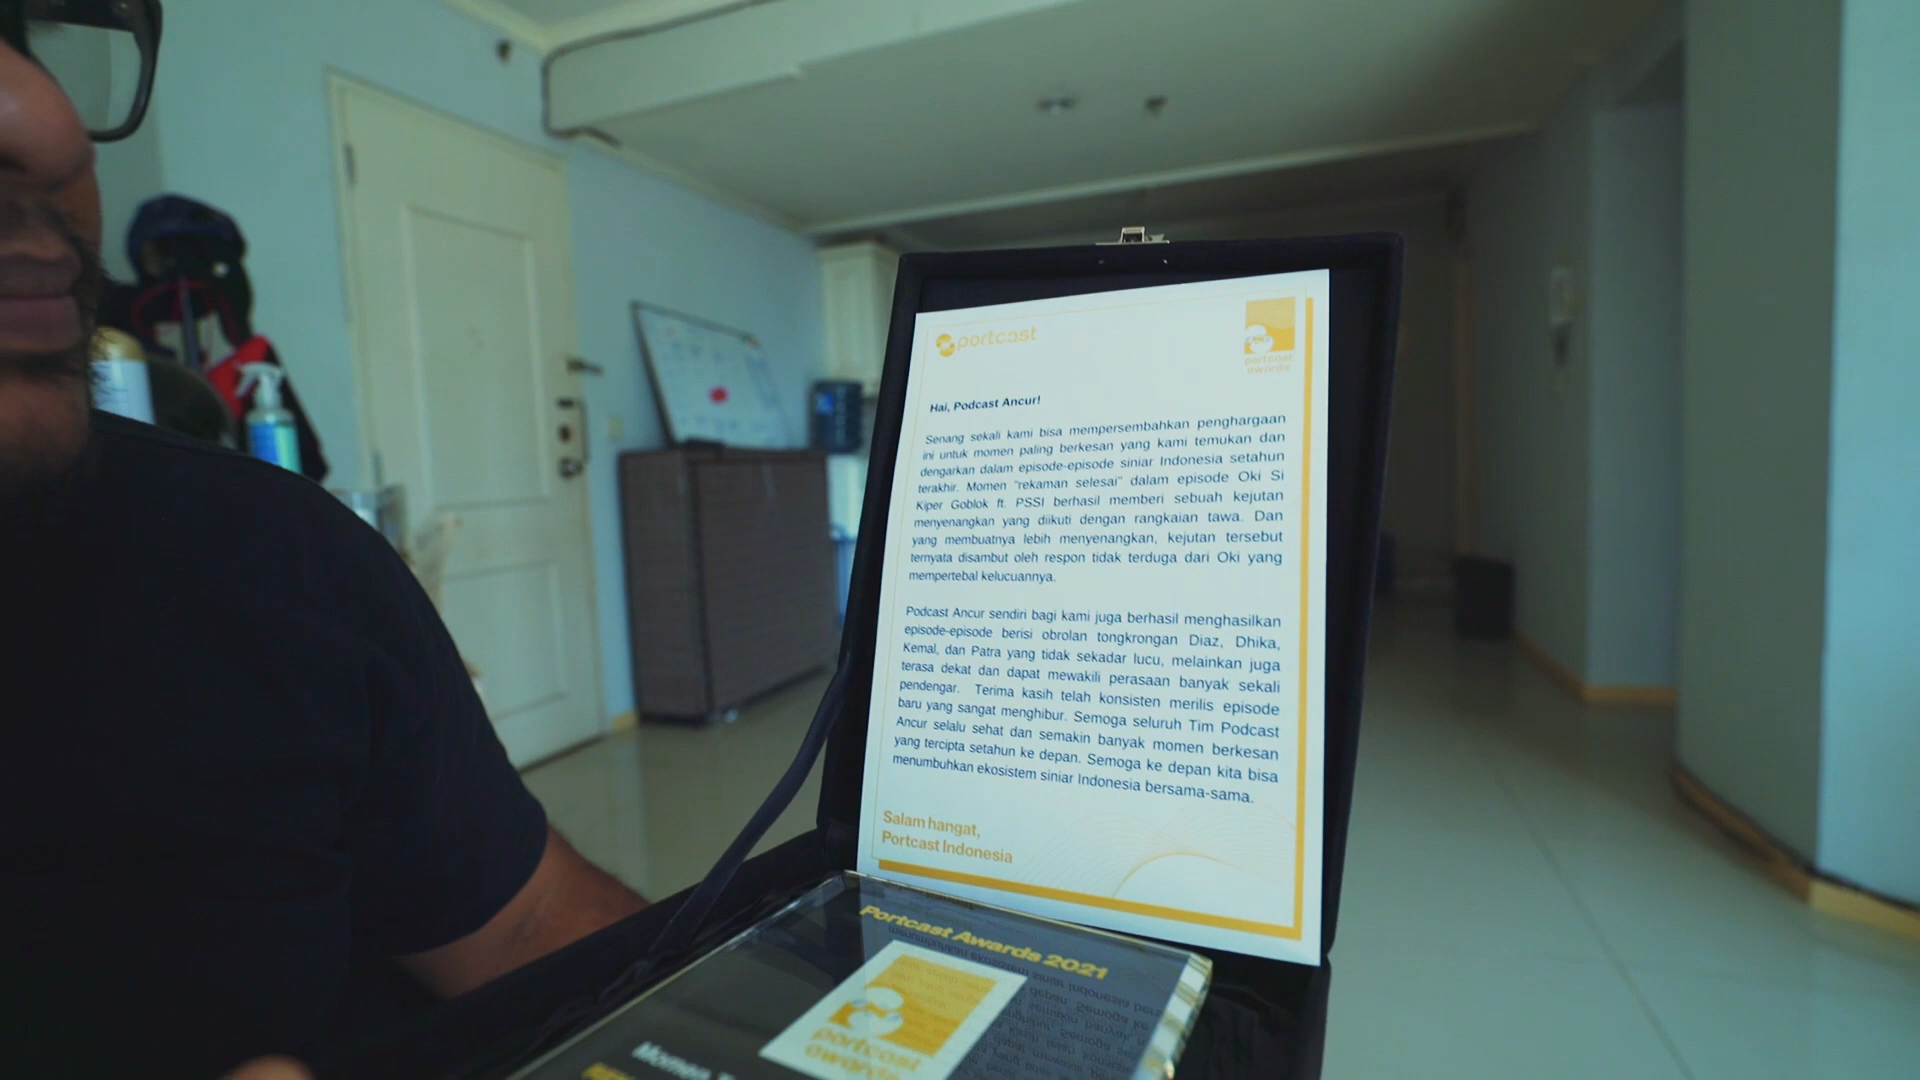 portcast
portcast
awards
Hai, Podcast Ancur!
Senang sekali kami bisa mempersembahkan penghargaan
ini untuk momen paling berkesan yang kami temukan dan
dengarkan dalam episode-episode siniar Indonesia setahun
terakhir. Momen "rekaman selesai" dalam episode Oki Si
Kiper Goblok ft. PSSI berhasil memberi sebuah kejutan
menyenangkan yang diikuti dengan rangkaian tawa. Dan
yang membuatnya lebih menyenangkan, kejutan tersebut
ternyata disambut oleh respon tidak terduga dari Oki yang
mempertebal kelucuannya.
Podcast Ancur sendiri bagi kami juga berhasil menghasilkan
episode-episode berisi obrolan tongkrongan Diaz, Dhika,
Kemal, dan Patra yang tidak sekadar lucu, melainkan juga
terasa dekat dan dapat mewakili perasaan banyak sekali
pendengar. Terima kasih telah konsisten merilis episode
baru yang sangat menghibur. Semoga seluruh Tim Podcast
Ancur selalu sehat dan semakin banyak momen berkesan
yang tercipta setahun ke depan. Semoga ke depan kita bisa
menumbuhkan ekosistem siniar Indonesia bersama-sama.
Salam hangat,
Portcast Indonesia
Portcast Awards 2021
portcast
awards
Momen